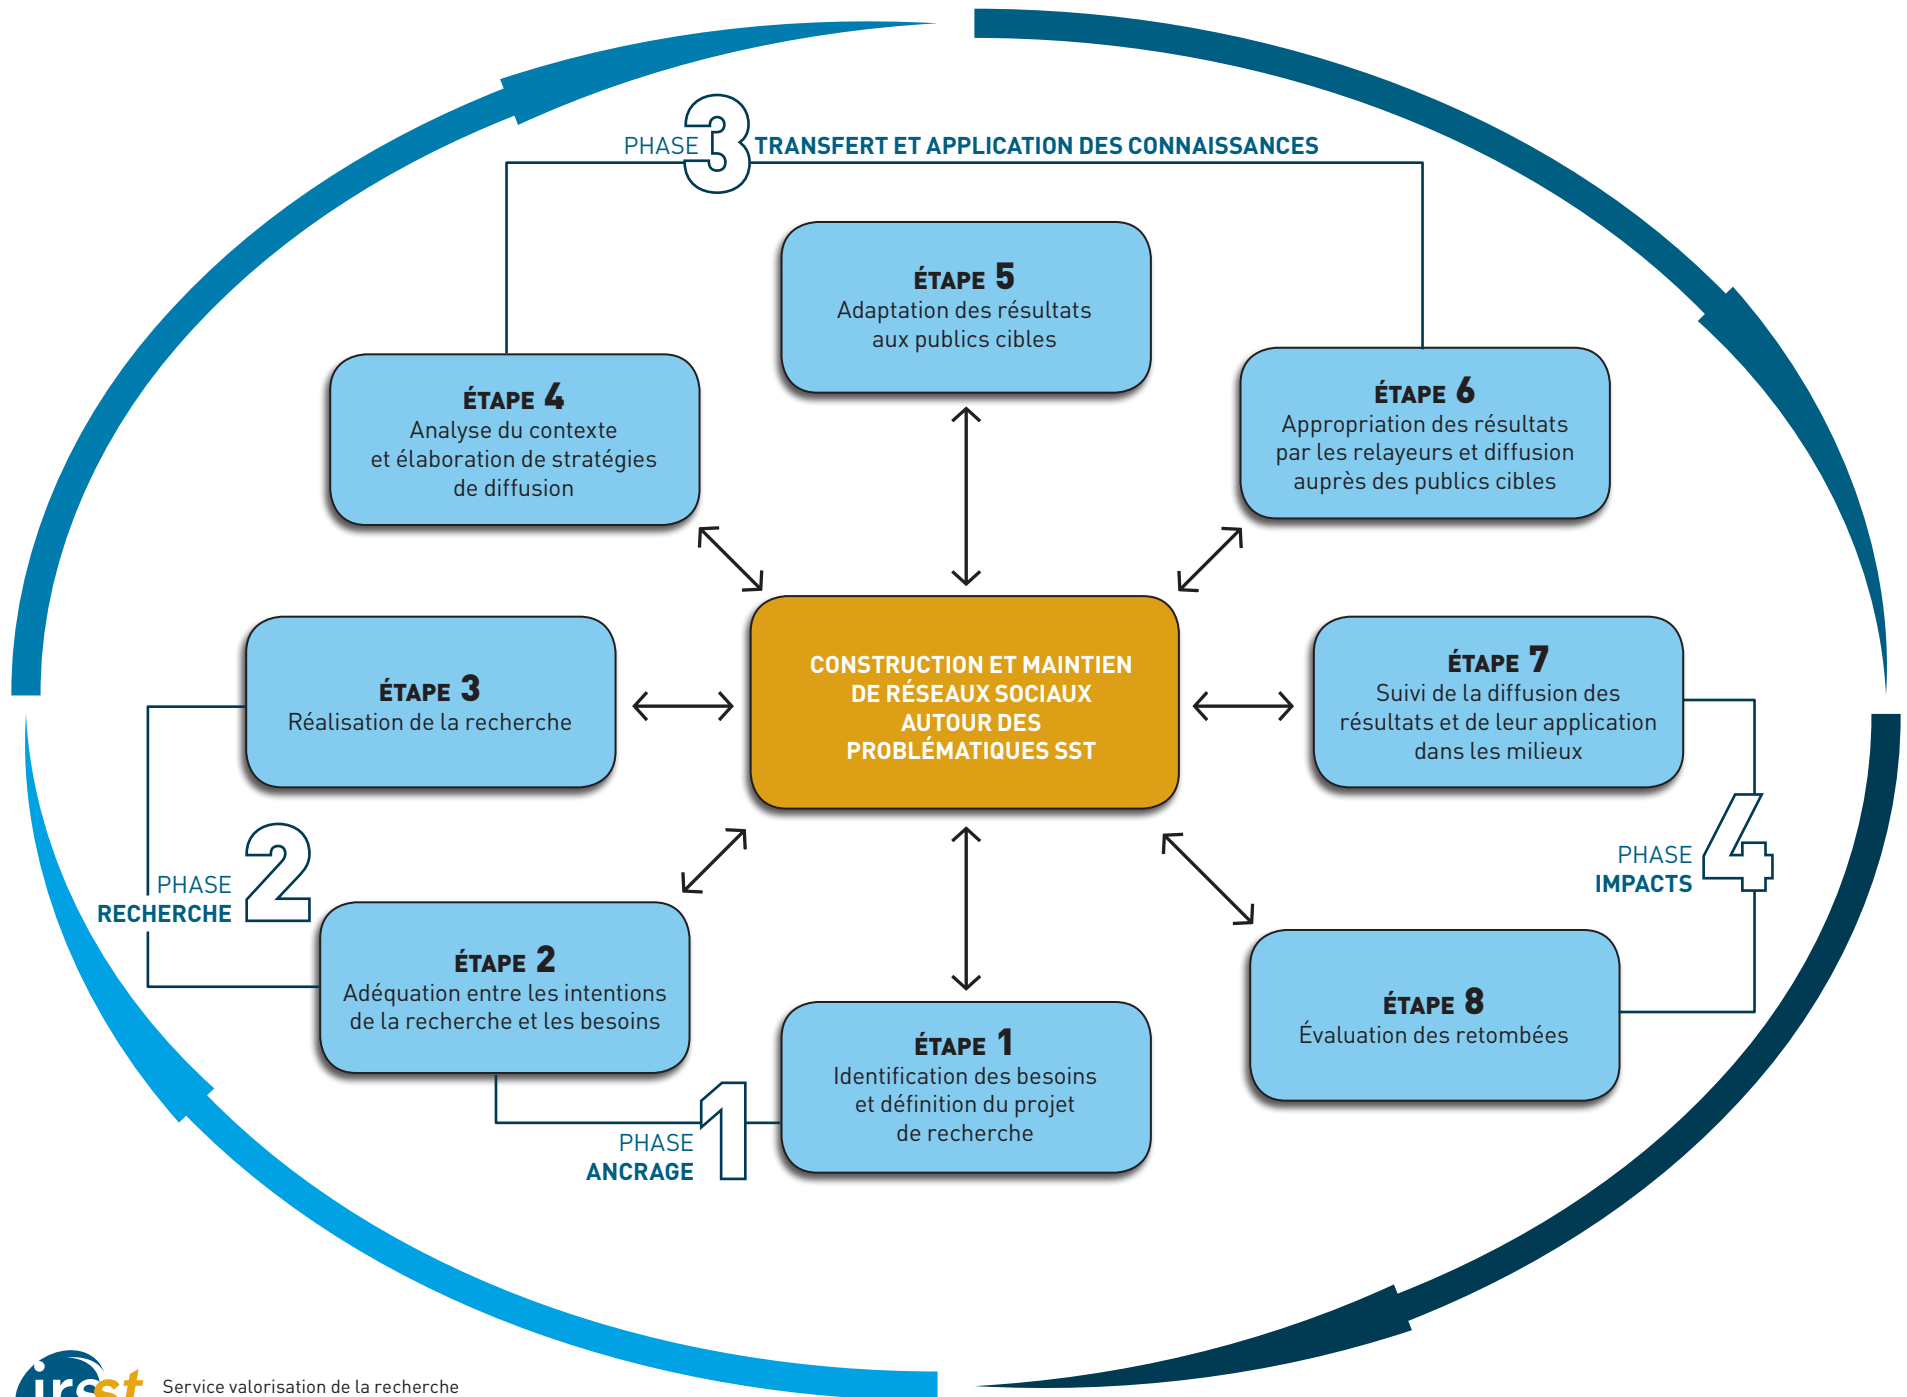 PHASE 3 TRANSFERT ET APPLICATION DES CONNAISSANCES
ÉTAPE 5
Adaptation des résultats
aux publics cibles
ÉTAPE 4
Analyse du contexte
et élaboration de stratégies
de diffusion
ÉTAPE 6
Appropriation des résultats
par les relayeurs et diffusion
auprès des publics cibles
ÉTAPE 3
Réalisation de la recherche
CONSTRUCTION ET MAINTIEN
DE RÉSEAUX SOCIAUX
AUTOUR DES
PROBLÉMATIQUES SST
ÉTAPE 7
Suivi de la diffusion des
résultats et de leur application
dans les milieux
PHASE 2
RECHERCHE
PHASE 4
IMPACTS
ÉTAPE 2
Adéquation entre les intentions
de la recherche et les besoins
ÉTAPE 8
Évaluation des retombées
ÉTAPE 1
Identification des besoins
et définition du projet
de recherche
PHASE 1
ANCRAGE
irsst
Service valorisation de la recherche